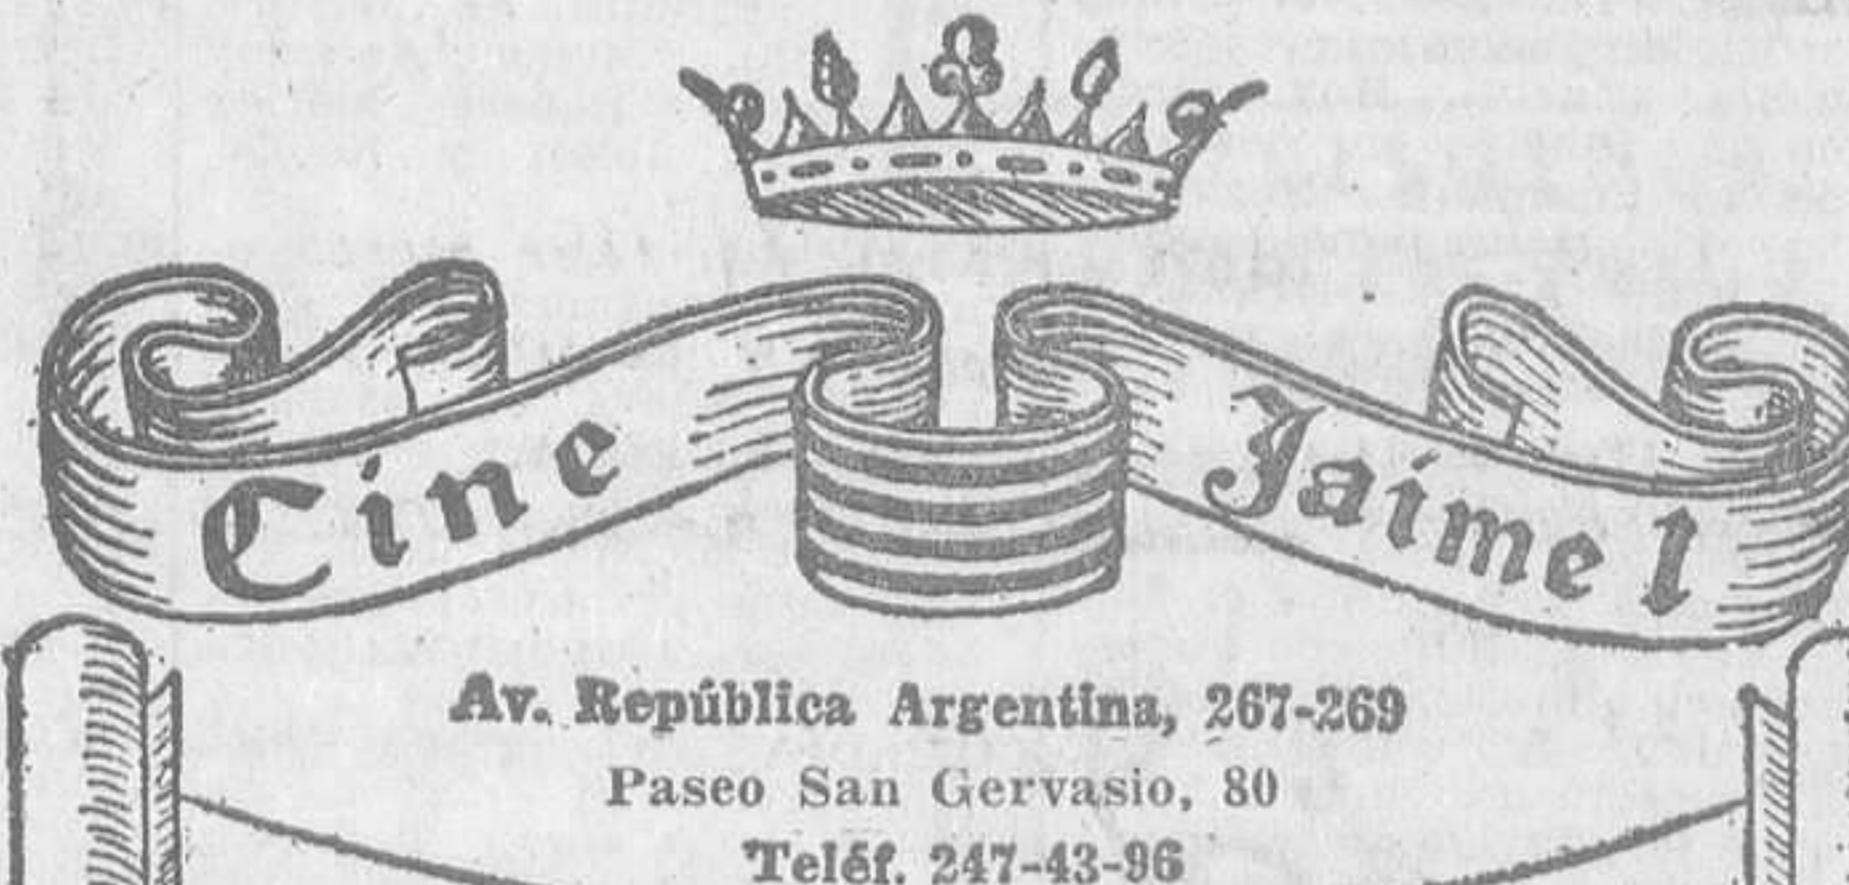 Cine Jaime I
Av. República Argentina, 267-269
Paseo San Gervasio, 80
Teléf. 247-43-96